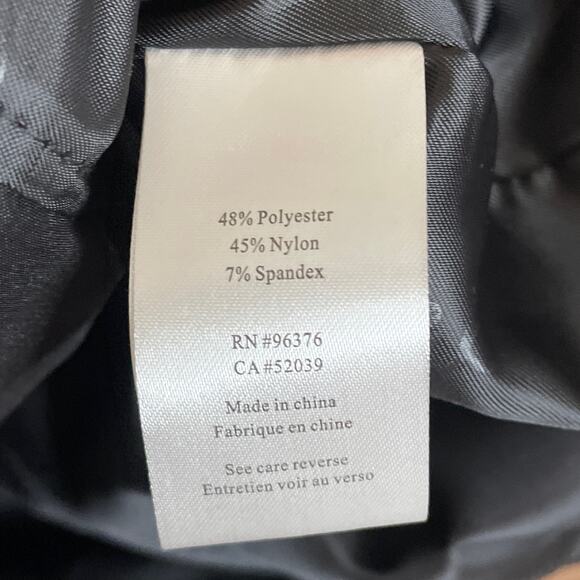 48% Polyester
45% Nylon
7% Spandex
RN #96376
CA #52039
Made in china
Fabrique en chine
See care reverse
Entretien voir au verso